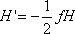 H' = −1/2 fH